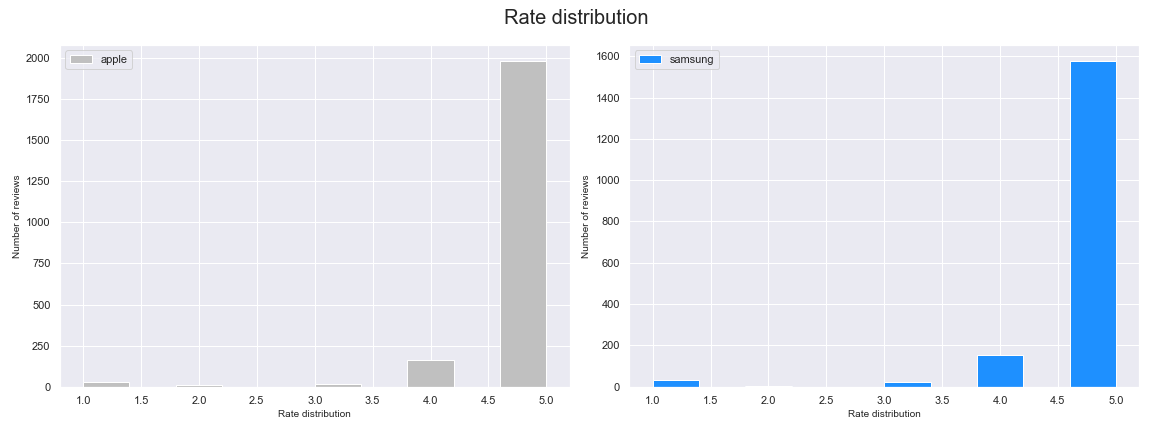 Rate distribution
apple
2000
1750
1500
1250
1000
750
500
250
0
Number of reviews
1.0 1.5 2.0 2.5 3.0 3.5 4.0 4.5 5.0
Rate distribution
samsung
1600
1400
1200
1000
800
600
400
200
0
Number of reviews
1.0 1.5 2.0 2.5 3.0 3.5 4.0 4.5 5.0
Rate distribution